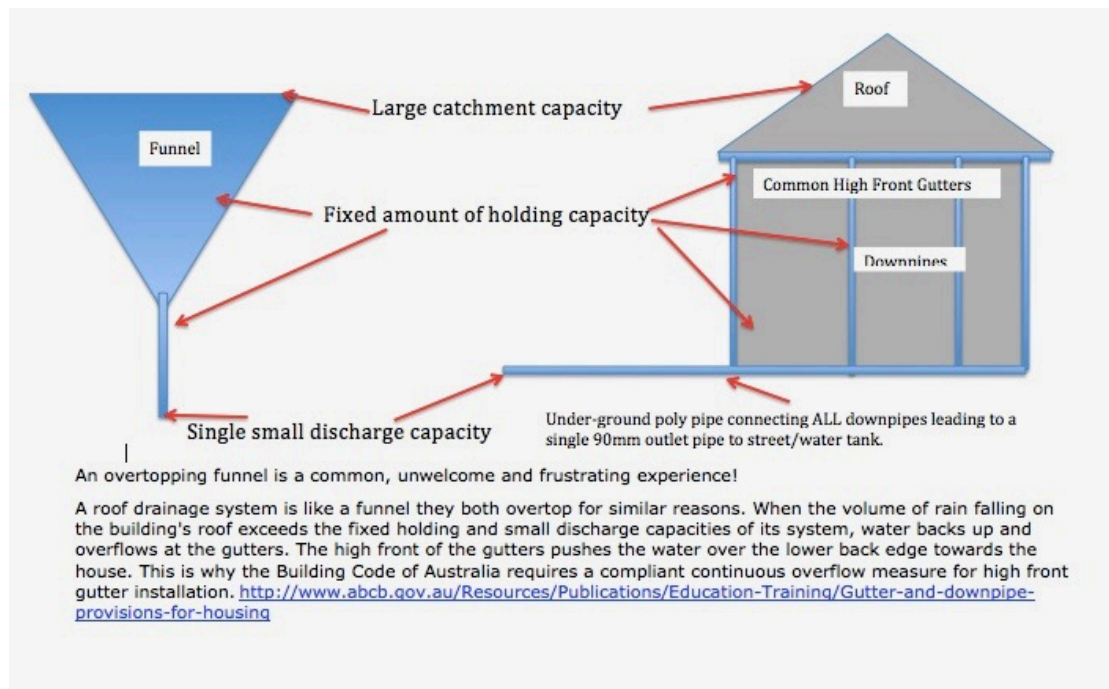 Large catchment capacity
Roof
Funnel
Common High Front Gutters
Fixed amount of holding capacity
Downpipes
Single small discharge capacity
Under-ground poly pipe connecting ALL downpipes leading to a
single 90mm outlet pipe to street/water tank.
An overtopping funnel is a common, unwelcome and frustrating experience!
A roof drainage system is like a funnel they both overtop for similar reasons. When the volume of rain falling on
the building's roof exceeds the fixed holding and small discharge capacities of its system, water backs up and
overflows at the gutters. The high front of the gutters pushes the water over the lower back edge towards the
house. This is why the Building Code of Australia requires a compliant continuous overflow measure for high front
gutter installation. http://www.abcb.gov.au/Resources/Publications/Education-Training/Gutter-and-downpipe-
provisions-for-housing